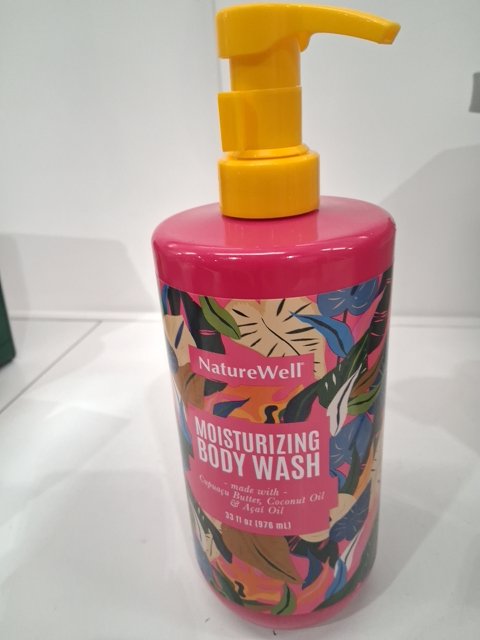 NatureWell
MOISTURIZING
BODY WASH
- made with -
Cupuaçu Butter, Coconut Oil
& Açaí Oil
33 fl oz (976 mL)